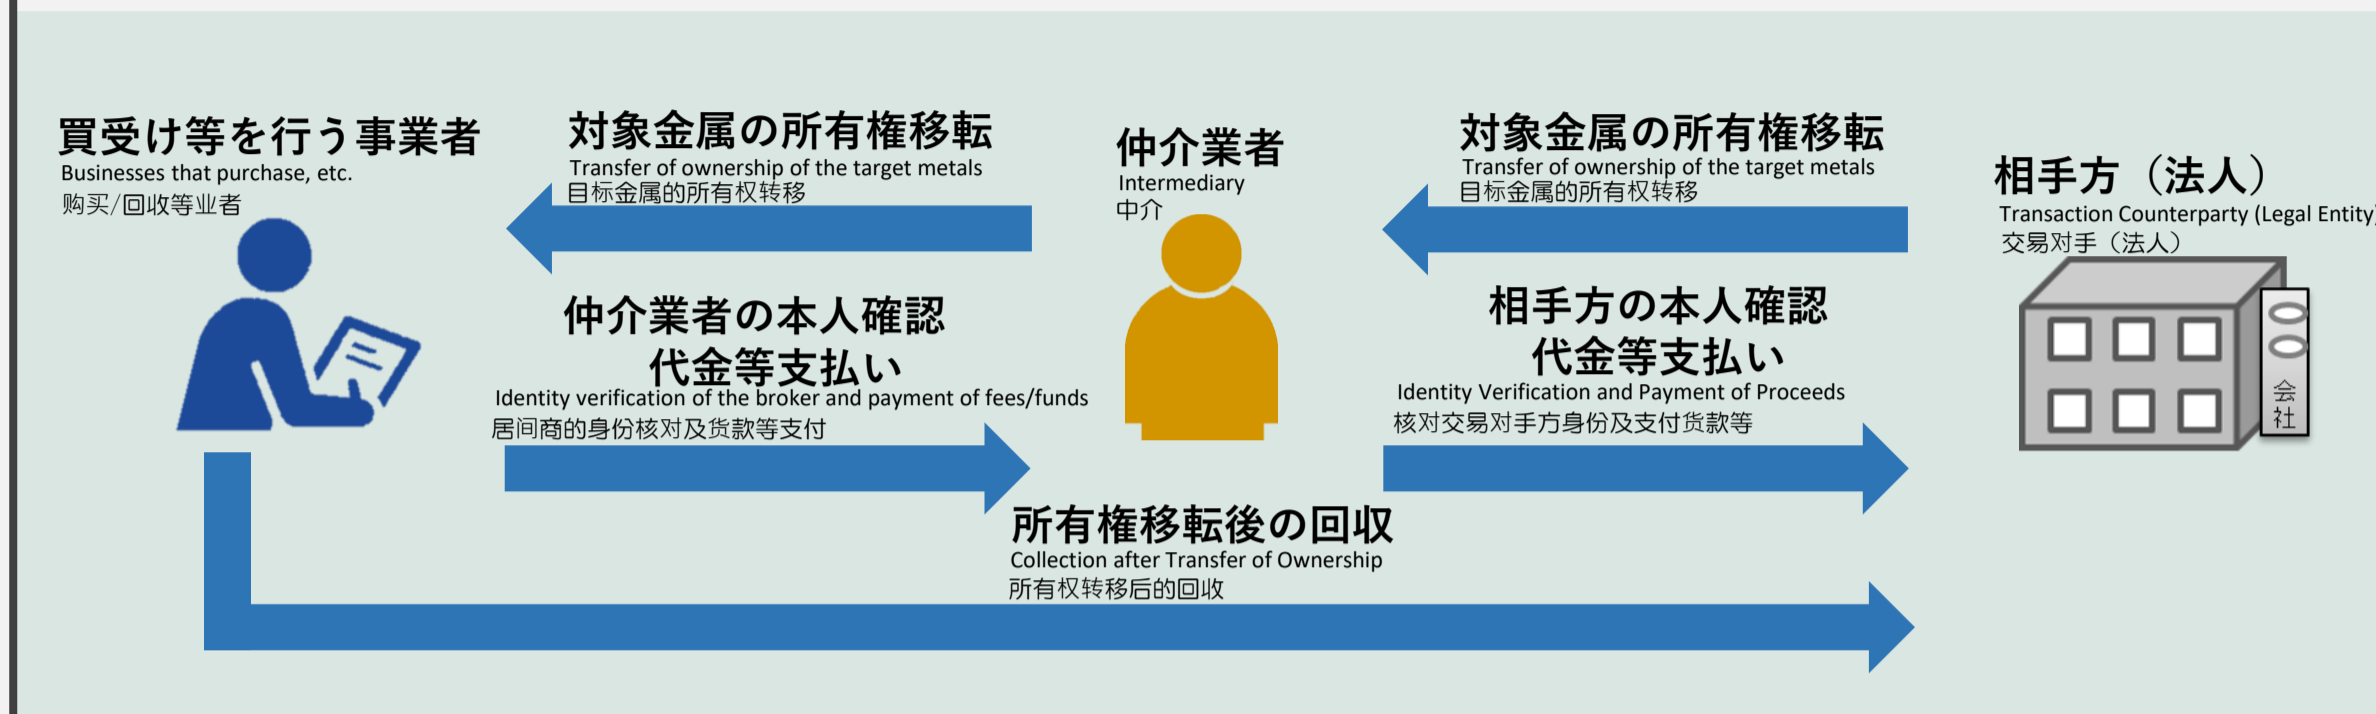 買受け等を行う事業者
Businesses that purchase, etc.
购买/回收等业者
対象金属の所有権移転
Transfer of ownership of the target metals
目标金属的所有权转移
仲介業者の本人確認
代金等支払い
Identity verification of the broker and payment of fees/funds
居间商的身份核对及货款等支付
仲介業者
Intermediary
中介
対象金属の所有権移転
Transfer of ownership of the target metals
目标金属的所有权转移
相手方の本人確認
代金等支払い
Identity Verification and Payment of Proceeds
核对交易对手方身份及支付货款等
相手方（法人）
Transaction Counterparty (Legal Entity)
交易对手（法人）
〇〇会社
所有権移転後の回収
Collection after Transfer of Ownership
所有权转移后的回收